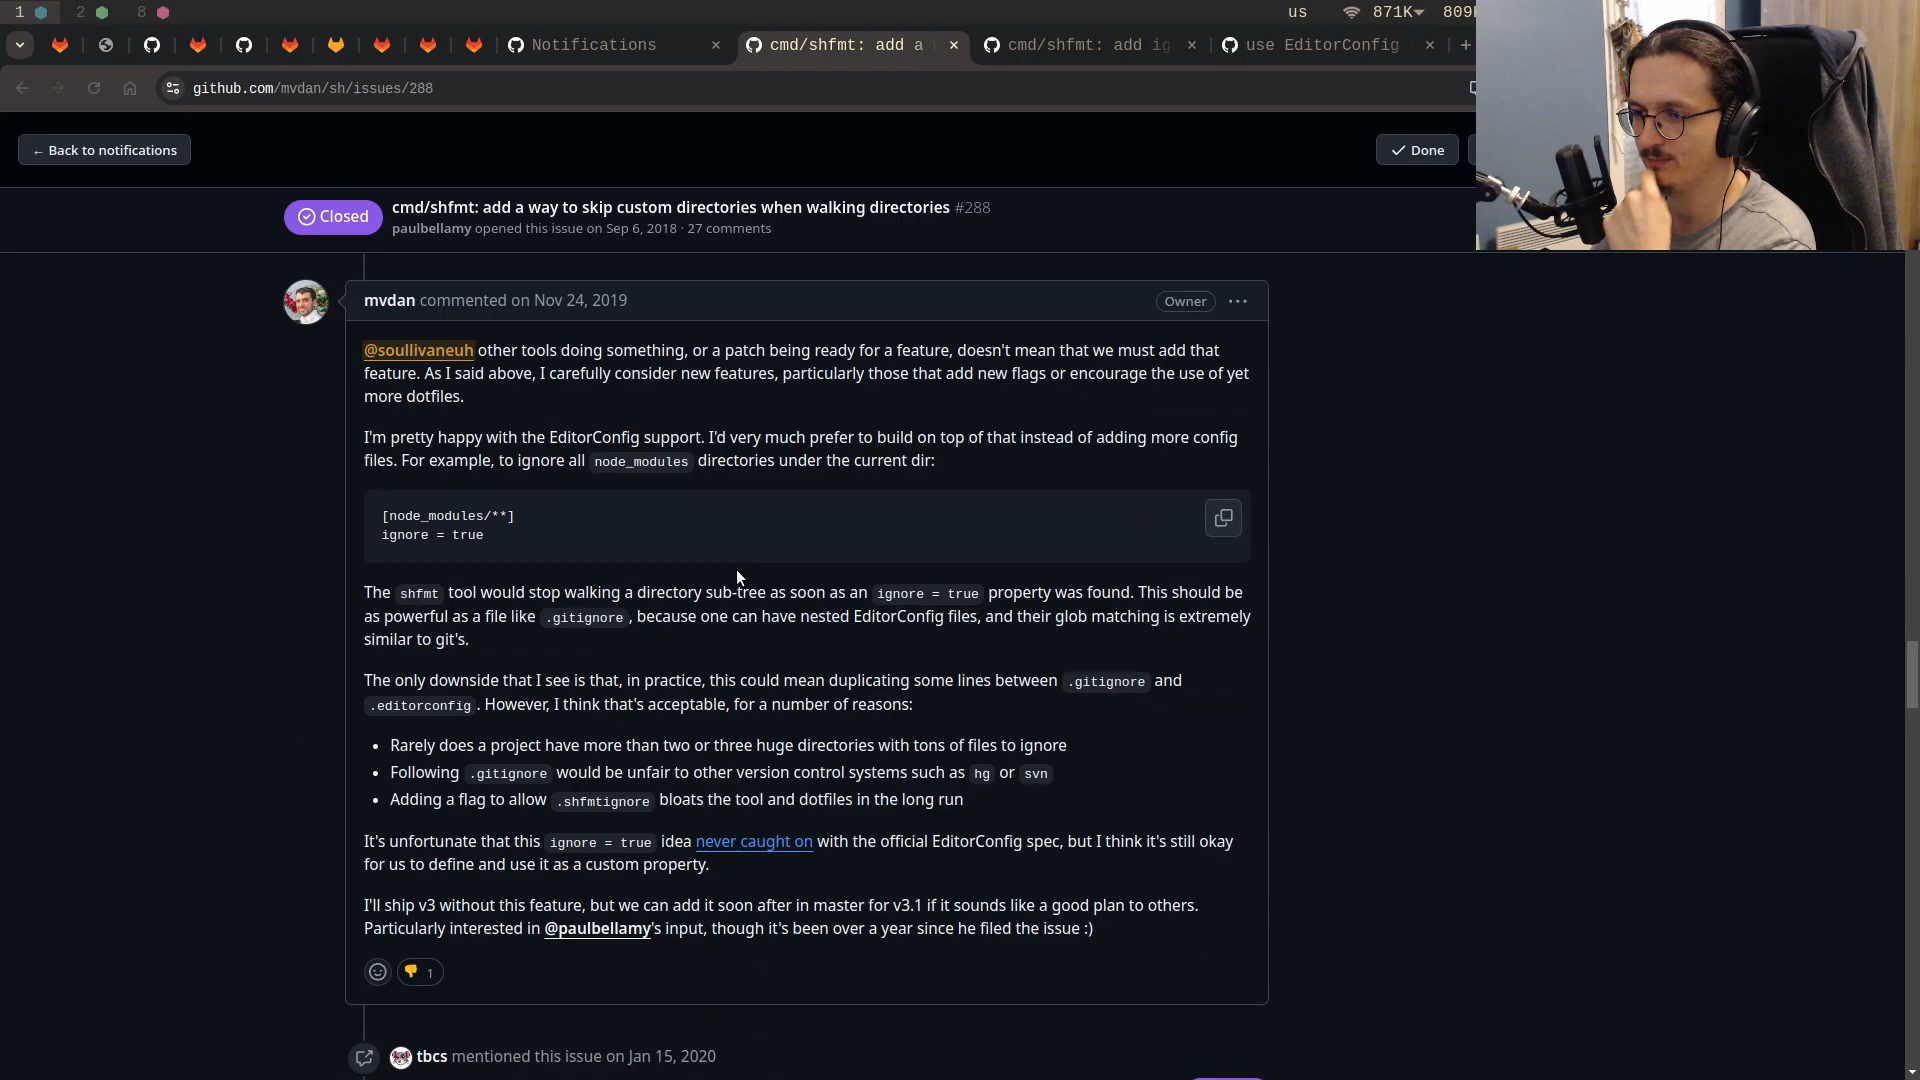 1 2 8 us 871K 809
Notifications
cmd/shfmt: add a
cmd/shfmt: add ig
use EditorConfig
github.com/mvdan/sh/issues/288
← Back to notifications
Done
Closed
cmd/shfmt: add a way to skip custom directories when walking directories #288
paulbellamy opened this issue on Sep 6, 2018 · 27 comments
mvdan commented on Nov 24, 2019
Owner
@soullivaneuh other tools doing something, or a patch being ready for a feature, doesn't mean that we must add that
feature. As I said above, I carefully consider new features, particularly those that add new flags or encourage the use of yet
more dotfiles.
I'm pretty happy with the EditorConfig support. I'd very much prefer to build on top of that instead of adding more config
files. For example, to ignore all node_modules directories under the current dir:
[node_modules/**]
ignore = true
The shfmt tool would stop walking a directory sub-tree as soon as an ignore = true property was found. This should be
as powerful as a file like .gitignore, because one can have nested EditorConfig files, and their glob matching is extremely
similar to git's.
The only downside that I see is that, in practice, this could mean duplicating some lines between .gitignore and
.editorconfig. However, I think that's acceptable, for a number of reasons:
• Rarely does a project have more than two or three huge directories with tons of files to ignore
• Following .gitignore would be unfair to other version control systems such as hg or svn
• Adding a flag to allow .shfmtignore bloats the tool and dotfiles in the long run
It's unfortunate that this ignore = true idea never caught on with the official EditorConfig spec, but I think it's still okay
for us to define and use it as a custom property.
I'll ship v3 without this feature, but we can add it soon after in master for v3.1 if it sounds like a good plan to others.
Particularly interested in @paulbellamy's input, though it's been over a year since he filed the issue :)
1
tbcs mentioned this issue on Jan 15, 2020